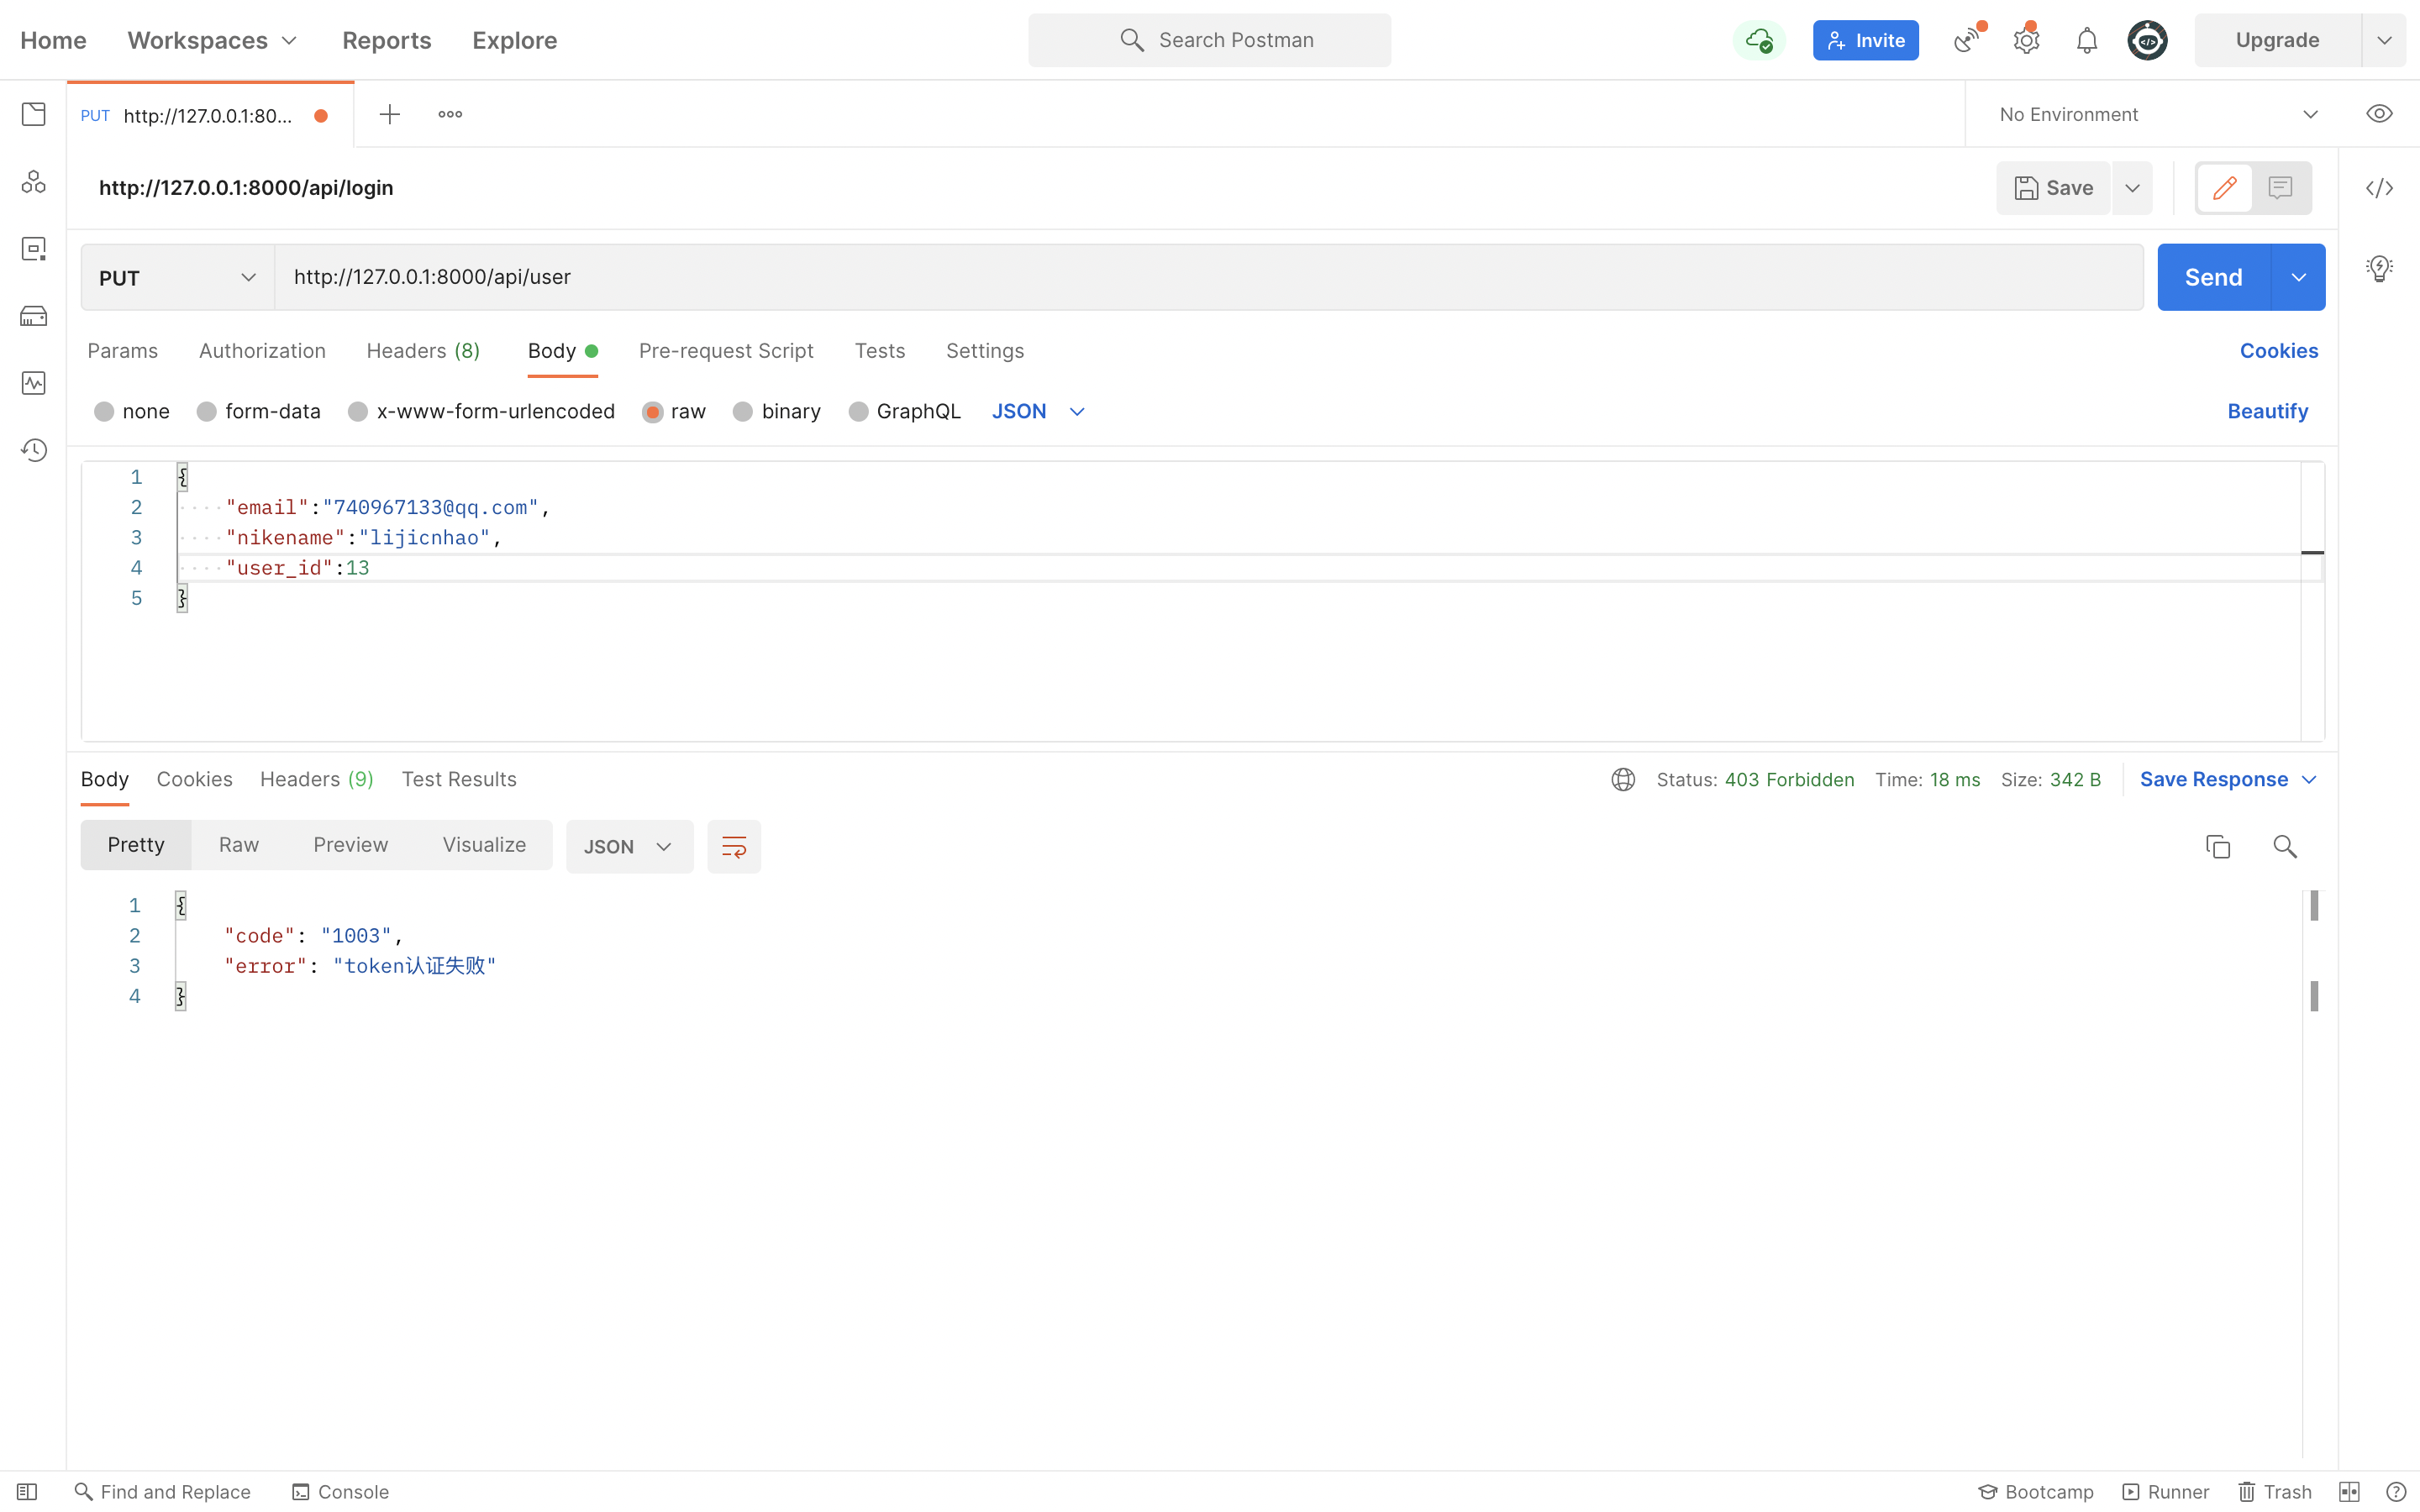 Home Workspaces Reports Explore Search Postman Invite Upgrade
PUT http://127.0.0.1:80... No Environment
http://127.0.0.1:8000/api/login Save
PUT http://127.0.0.1:8000/api/user Send
Params Authorization Headers (8) Body Pre-request Script Tests Settings Cookies
none form-data x-www-form-urlencoded raw binary GraphQL JSON Beautify
1 {
2 "email":"740967133@qq.com",
3 "nikename":"lijicnhao",
4 "user_id":13
5 }
Body Cookies Headers (9) Test Results Status: 403 Forbidden Time: 18 ms Size: 342 B Save Response
Pretty Raw Preview Visualize JSON
1 {
2 "code": "1003",
3 "error": "token认证失败"
4 }
Find and Replace Console Bootcamp Runner Trash